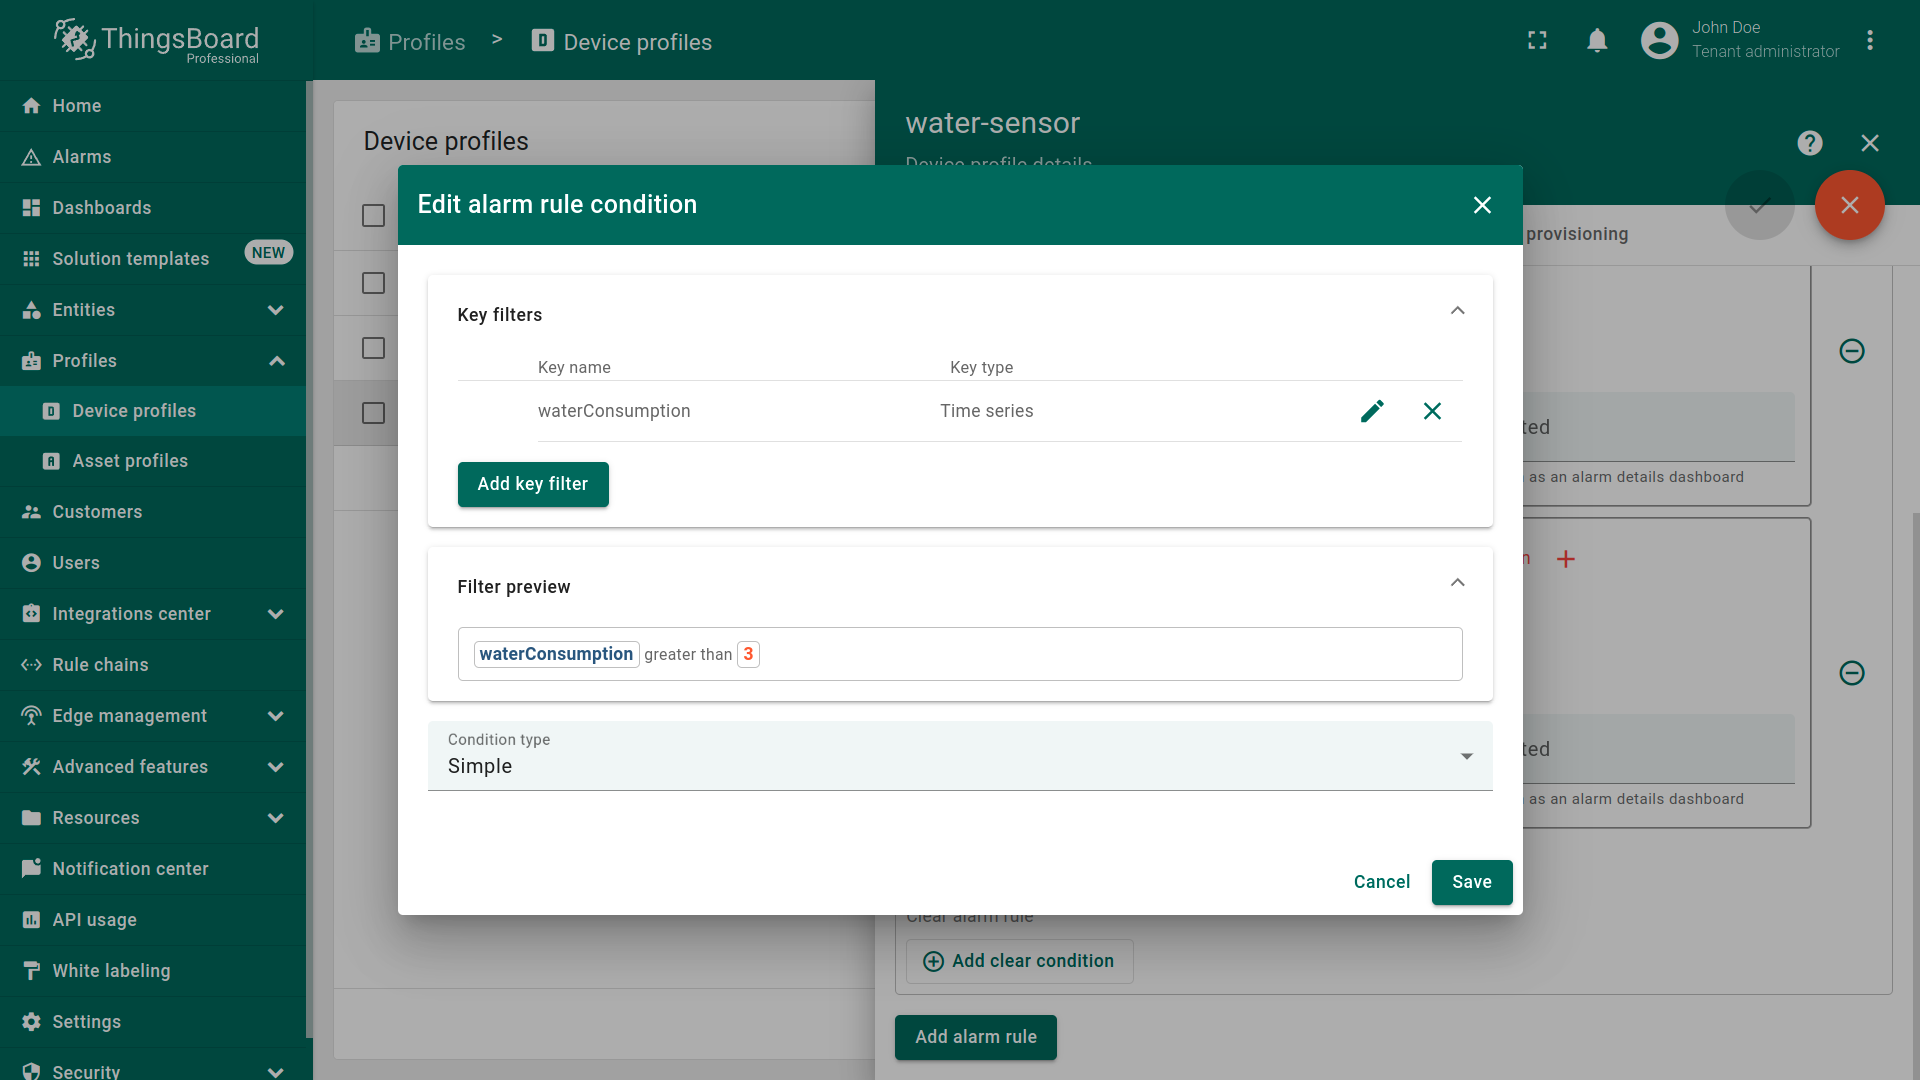 ThingsBoard
Professional
Profiles > Device profiles
John Doe
Tenant administrator
Home
Alarms
Dashboards
Solution templates NEW
Entities
Profiles
Device profiles
Asset profiles
Customers
Users
Integrations center
Rule chains
Edge management
Advanced features
Resources
Notification center
API usage
White labeling
Settings
Security
Device profiles
water-sensor
Device profile details
provisioning
Edit alarm rule condition
Key filters
Key name Key type
waterConsumption Time series
Add key filter
Filter preview
waterConsumption greater than 3
Condition type
Simple
Cancel Save
as an alarm details dashboard
as an alarm details dashboard
Clear alarm rule
Add clear condition
Add alarm rule